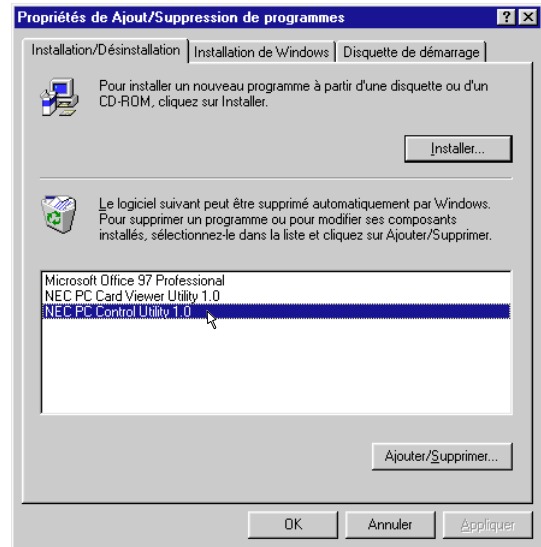 Propriétés de Ajout/Suppression de programmes
Installation/Désinstallation Installation de Windows Disquette de démarrage
Pour installer un nouveau programme à partir d'une disquette ou d'un
CD-ROM, cliquez sur Installer.
Installer...
Le logiciel suivant peut être supprimé automatiquement par Windows.
Pour supprimer un programme ou pour modifier ses composants
installés, sélectionnez-le dans la liste et cliquez sur Ajouter/Supprimer.
Microsoft Office 97 Professional
NEC PC Card Viewer Utility 1.0
NEC PC Control Utility 1.0
Ajouter/Supprimer...
OK Annuler Appliquer